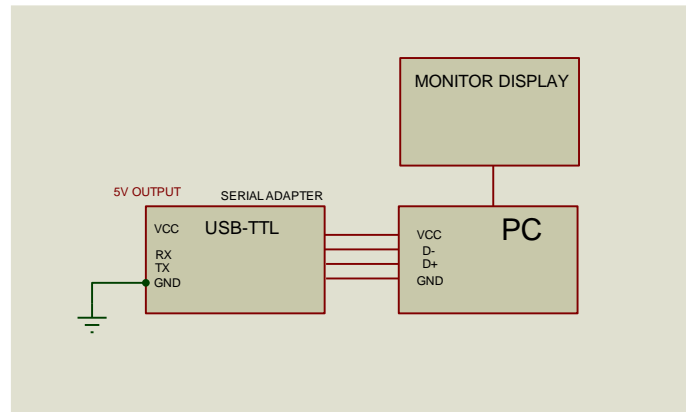 MONITOR DISPLAY
5V OUTPUT
SERIAL ADAPTER
VCC
USB-TTL
RX
TX
GND
PC
VCC
D-
D+
GND